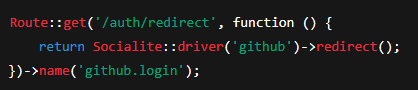 Route::get('/auth/redirect', function () {
    return Socialite::driver('github')->redirect();
})->name('github.login');